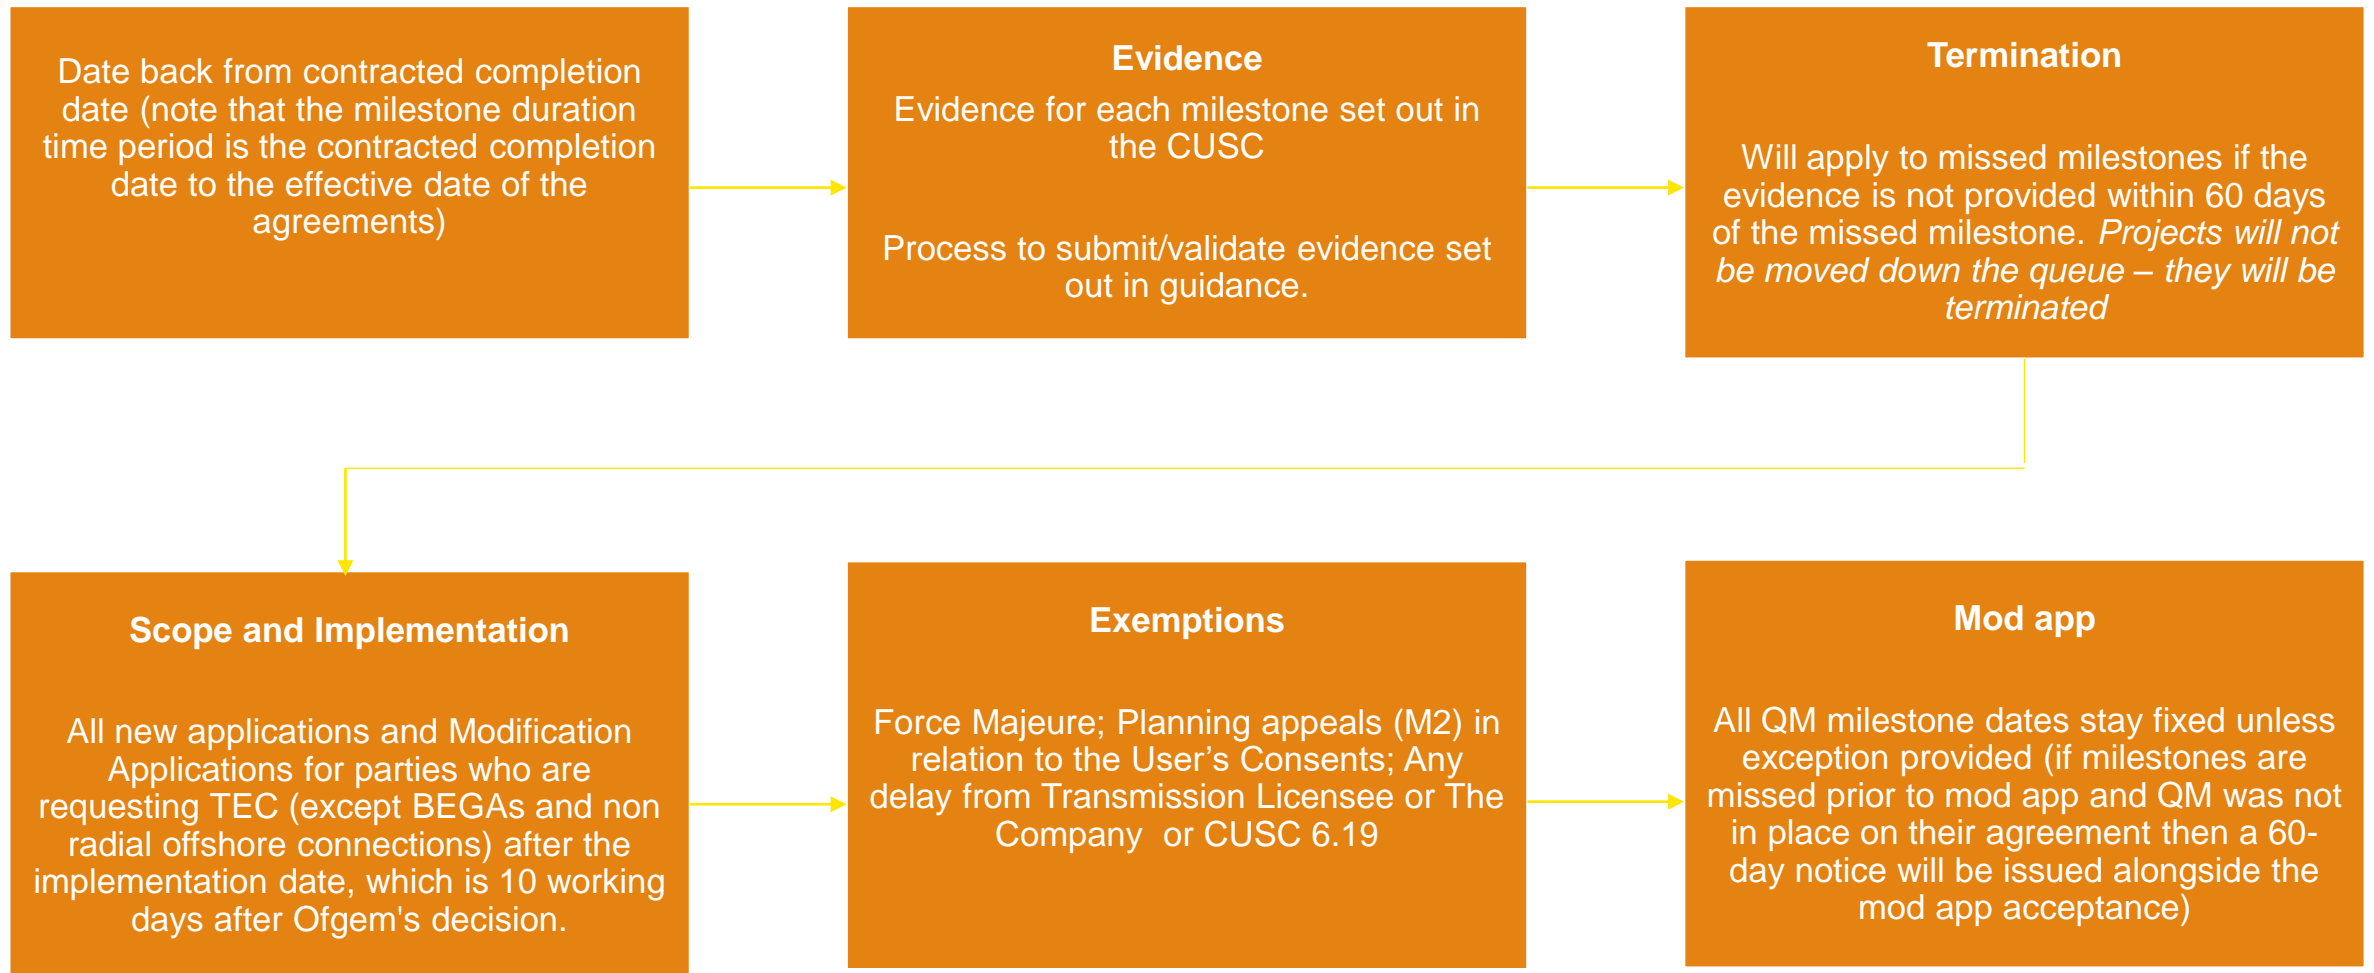 Date back from contracted completion
date (note that the milestone duration
time period is the contracted completion
date to the effective date of the
agreements)
Evidence
Evidence for each milestone set out in
the CUSC
Process to submit/validate evidence set
out in guidance.
Termination
Will apply to missed milestones if the
evidence is not provided within 60 days
of the missed milestone. Projects will not
be moved down the queue – they will be
terminated
Scope and Implementation
All new applications and Modification
Applications for parties who are
requesting TEC (except BEGAs and non
radial offshore connections) after the
implementation date, which is 10 working
days after Ofgem's decision.
Exemptions
Force Majeure; Planning appeals (M2) in
relation to the User’s Consents; Any
delay from Transmission Licensee or The
Company or CUSC 6.19
Mod app
All QM milestone dates stay fixed unless
exception provided (if milestones are
missed prior to mod app and QM was not
in place on their agreement then a 60-
day notice will be issued alongside the
mod app acceptance)